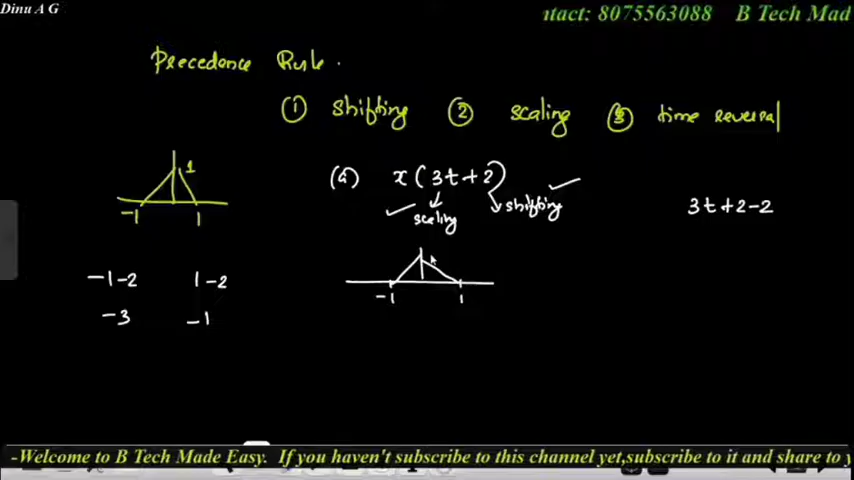 Dinu A G
ntact: 8075563088 B Tech Mad
Precedence Rule .
① shifting ② scaling ③ time reversal
1
-1 1
(a) x(3t+2)
scaling shifting
3t+2-2
-1-2 1-2
-3 -1
-1 1
-Welcome to B Tech Made Easy. If you haven't subscribe to this channel yet,subscribe to it and share to y